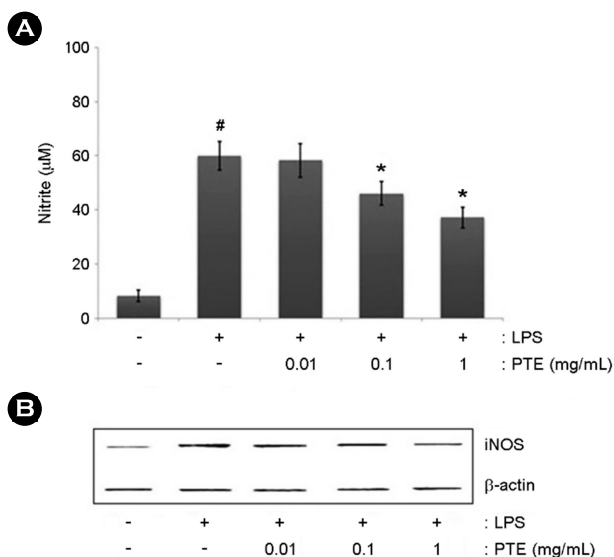 A
100
80
60
40
20
0
Nitrite (μM)
#
*
*
- + + + + : LPS
- - 0.01 0.1 1 : PTE (mg/mL)
B
iNOS
β-actin
- + + + + : LPS
- - 0.01 0.1 1 : PTE (mg/mL)